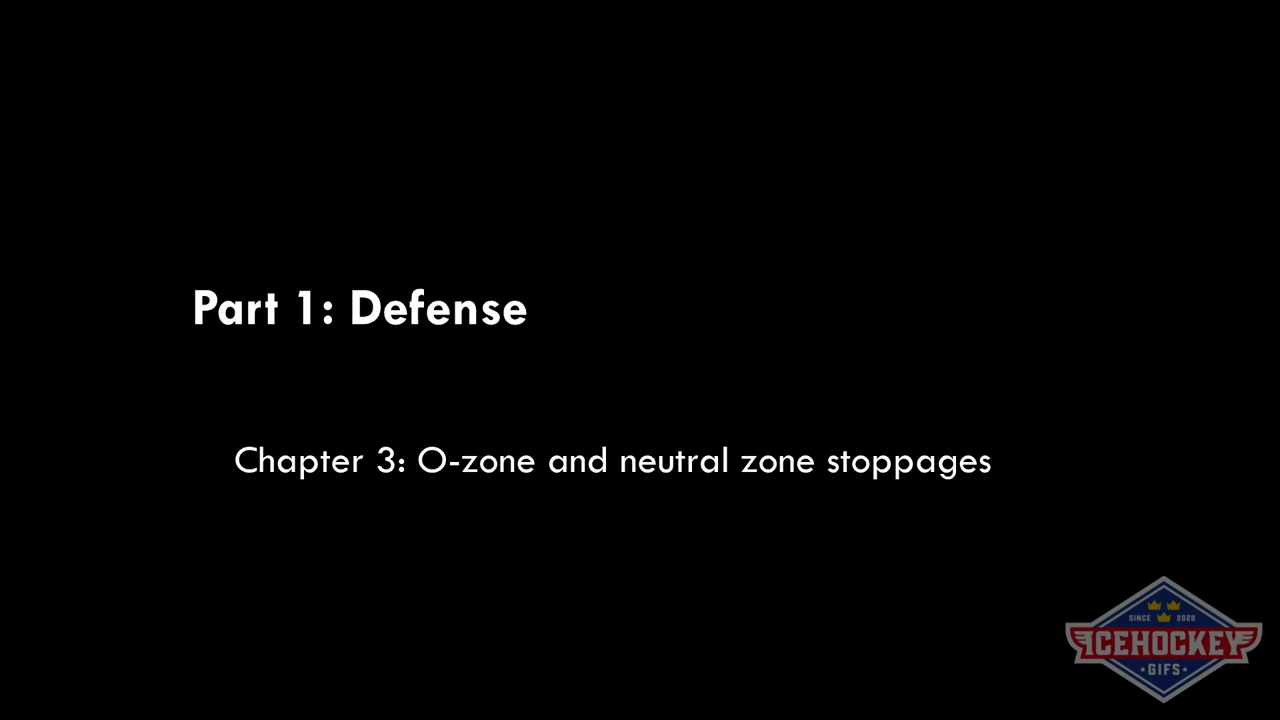 Part 1: Defense
Chapter 3: O-zone and neutral zone stoppages
SINCE 2020
ICEHOCKEY
GIFS